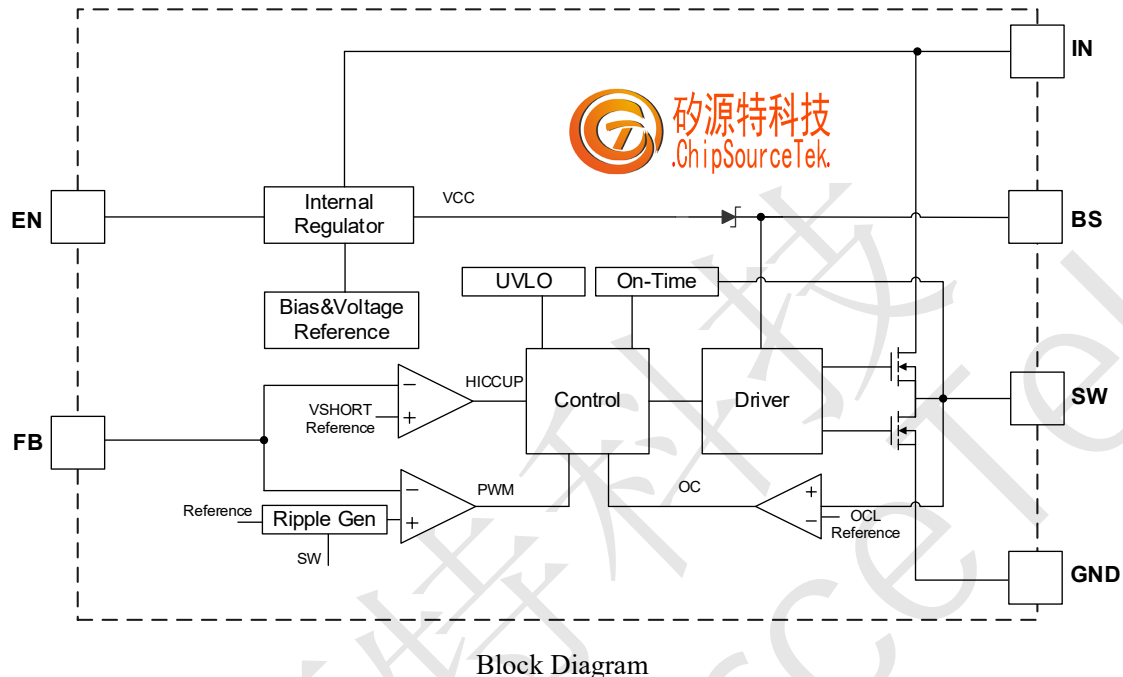 IN
矽源特科技
.ChipSourceTek.
EN
Internal
Regulator
VCC
BS
UVLO
On-Time
Bias&Voltage
Reference
HICCUP
VSHORT
Reference
Control
Driver
SW
FB
PWM
OC
Reference
Ripple Gen
OCL
Reference
SW
GND
Block Diagram